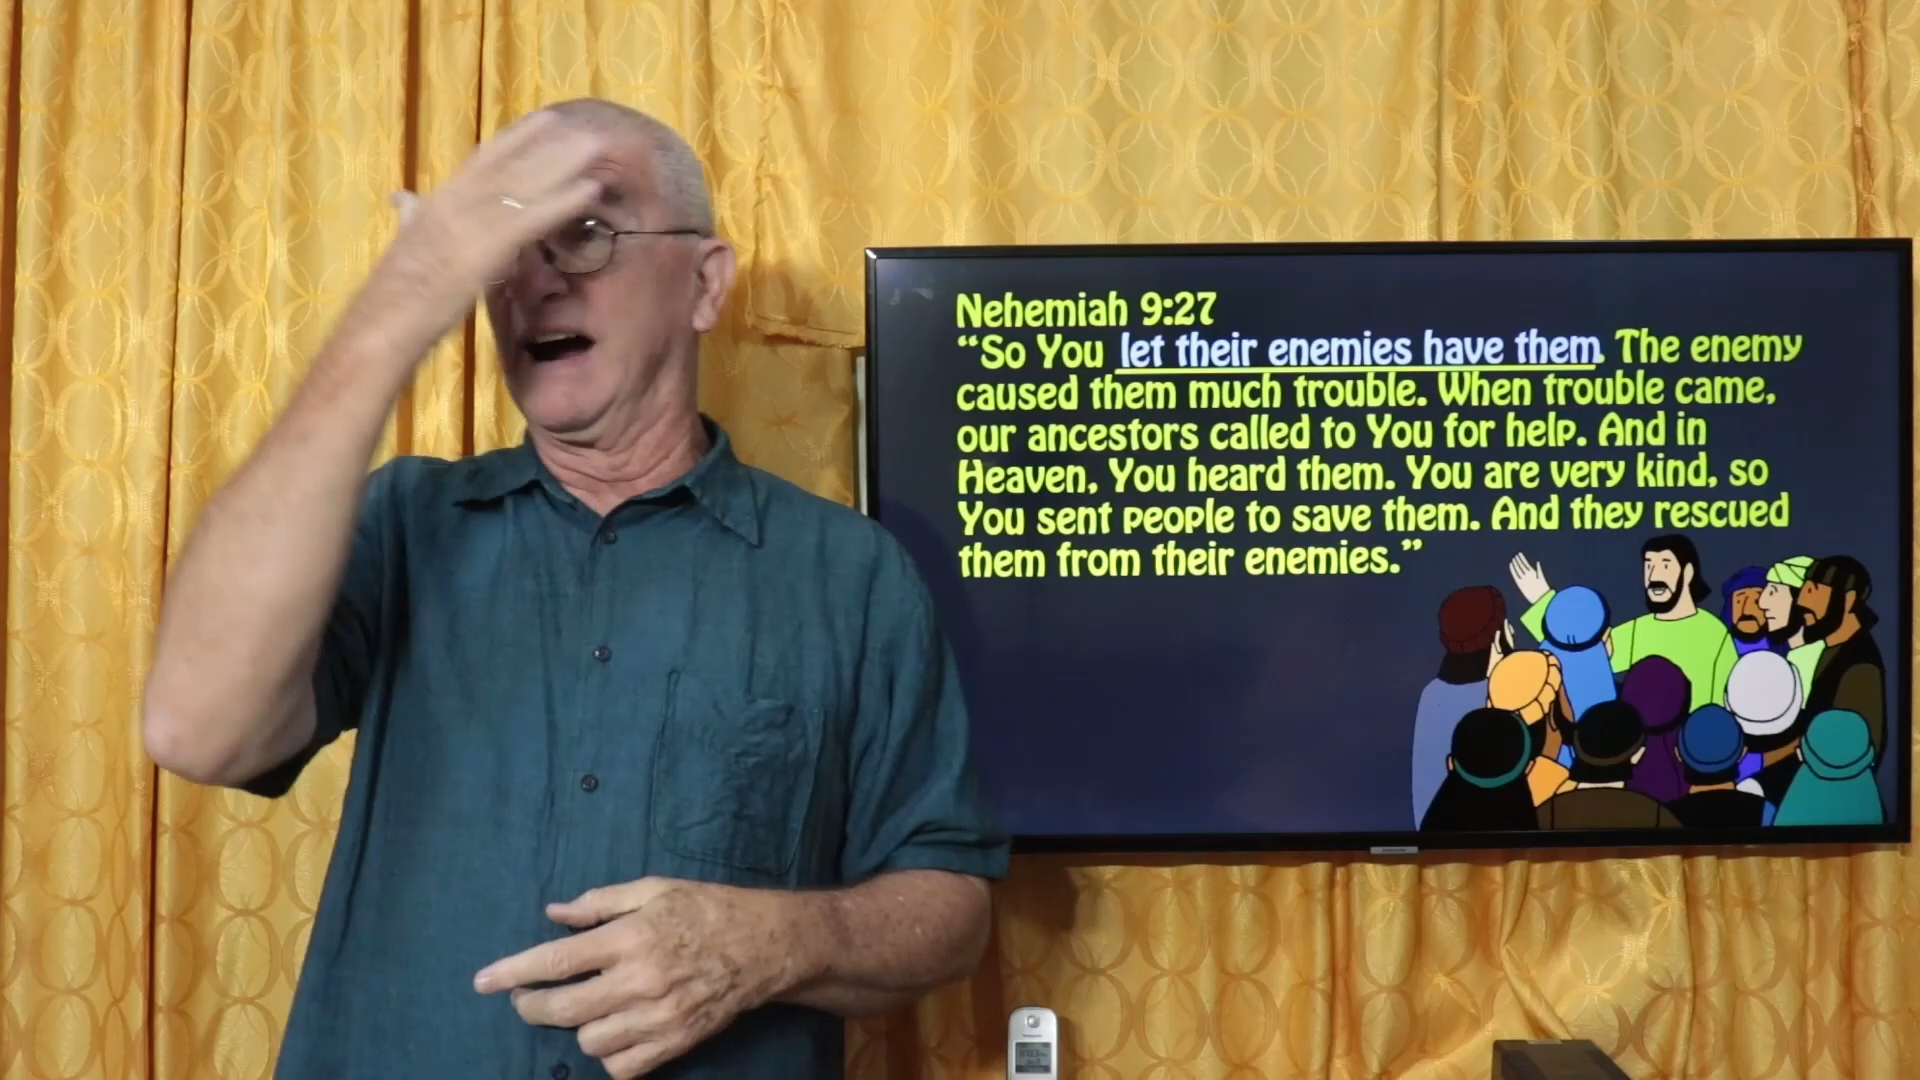 Nehemiah 9:27
“So You let their enemies have them. The enemy
caused them much trouble. When trouble came,
our ancestors called to You for help. And in
Heaven, You heard them. You are very kind, so
You sent people to save them. And they rescued
them from their enemies.”